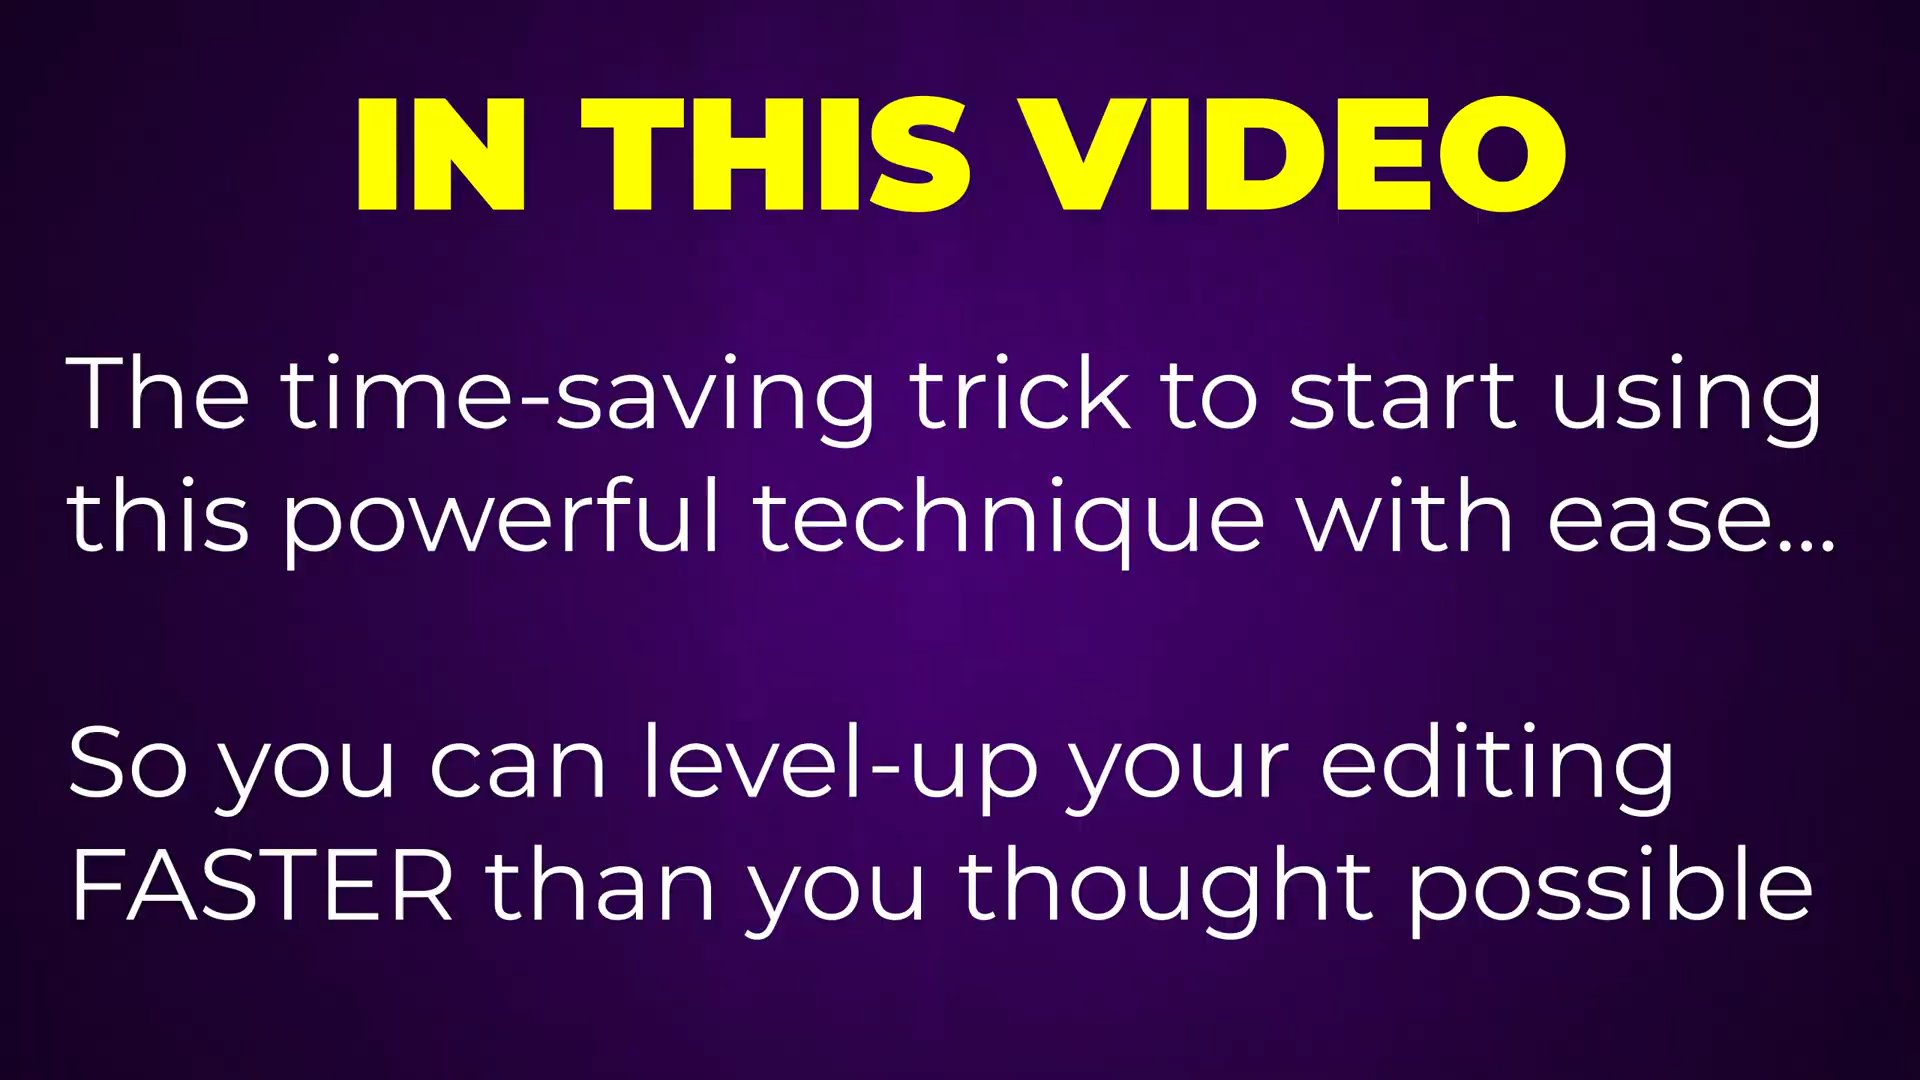 IN THIS VIDEO
The time-saving trick to start using
this powerful technique with ease...
So you can level-up your editing
FASTER than you thought possible